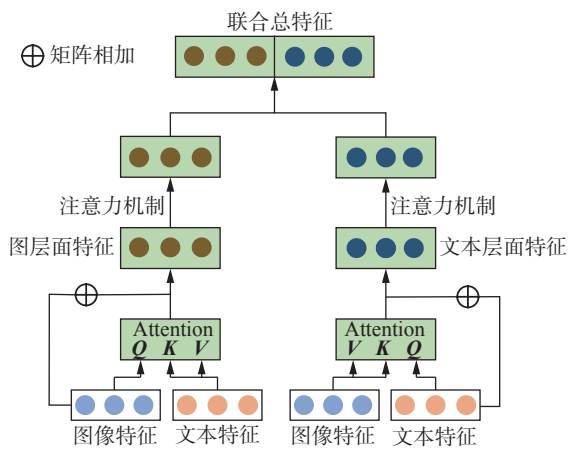 联合总特征
⊕ 矩阵相加
注意力机制
注意力机制
图层面特征
文本层面特征
Attention
Q K V
Attention
V K Q
图像特征
文本特征
图像特征
文本特征